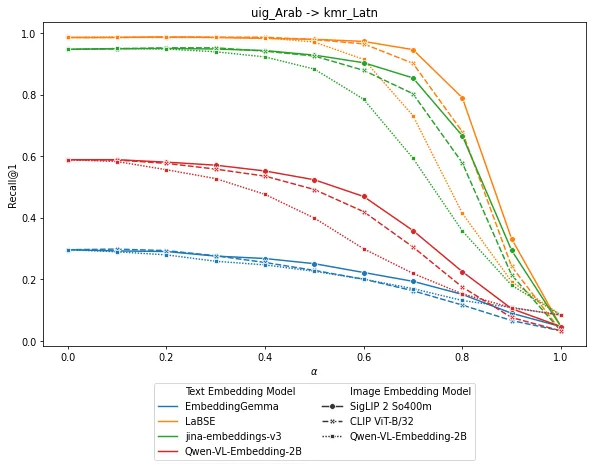 uig_Arab -> kmr_Latn
Recall@1
1.0
0.8
0.6
0.4
0.2
0.0
0.0 0.2 0.4 0.6 0.8 1.0
α
Text Embedding Model
EmbeddingGemma
LaBSE
jina-embeddings-v3
Qwen-VL-Embedding-2B
Image Embedding Model
SigLIP 2 So400m
CLIP ViT-B/32
Qwen-VL-Embedding-2B